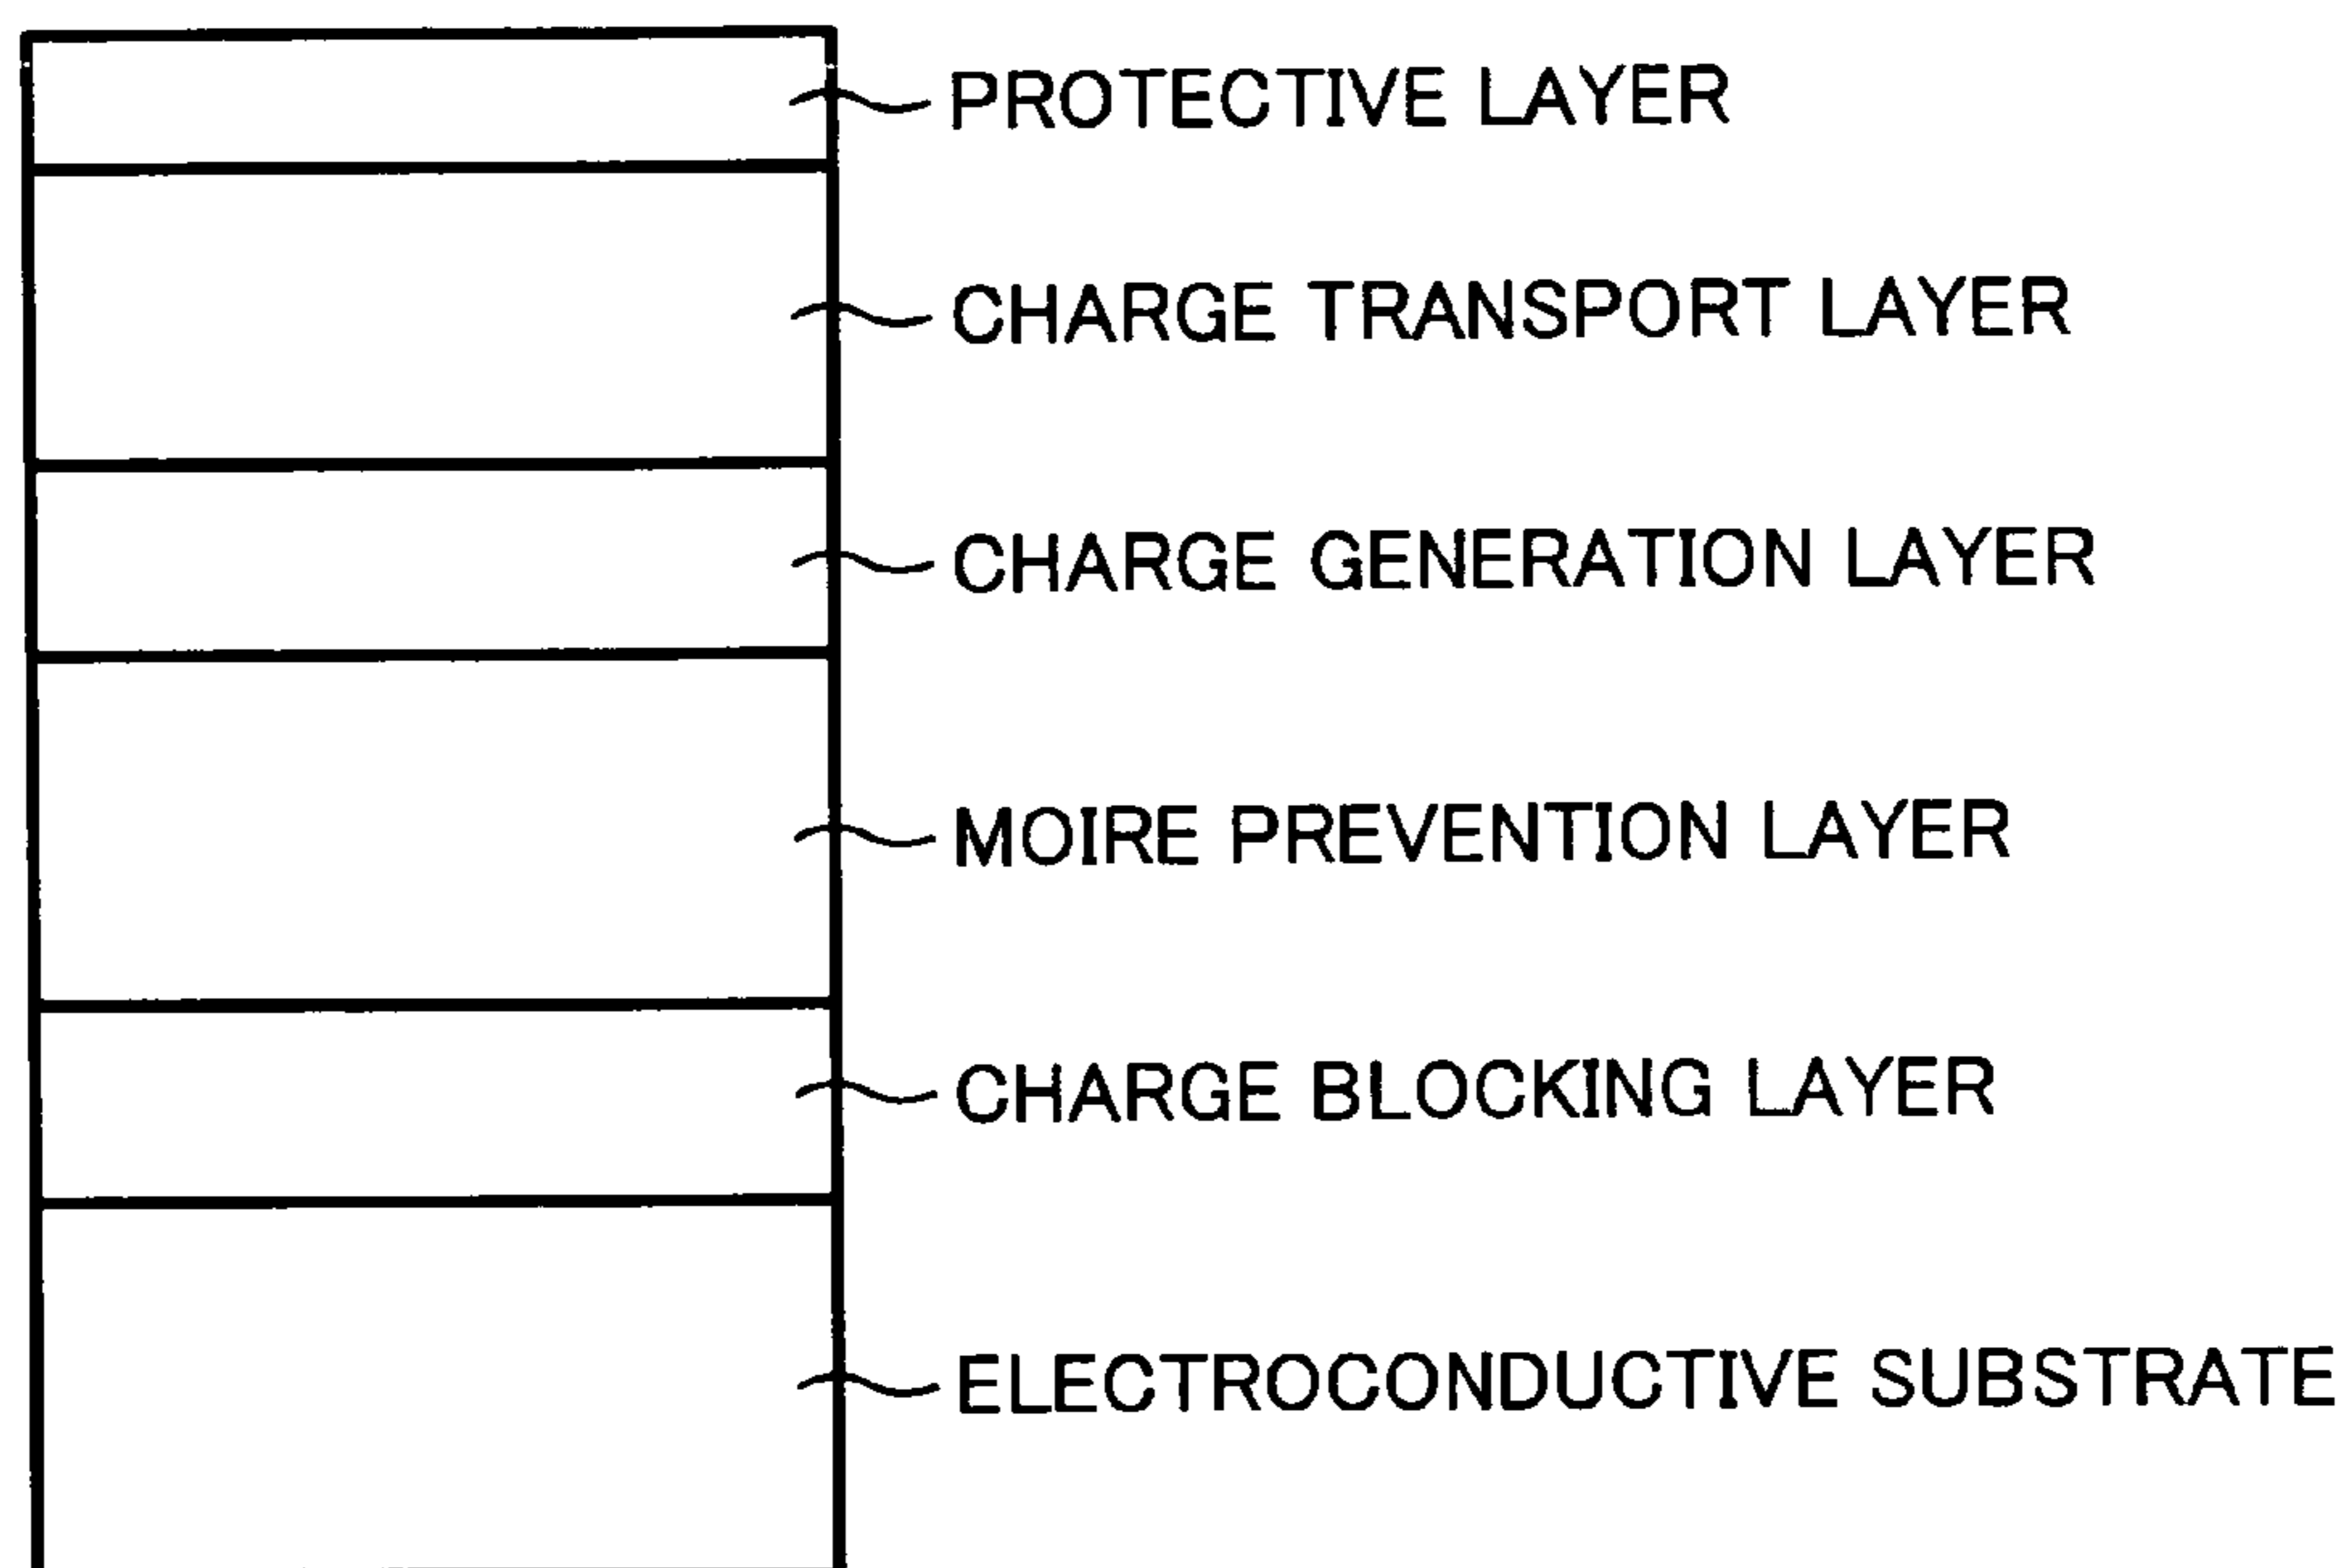 PROTECTIVE LAYER
CHARGE TRANSPORT LAYER
CHARGE GENERATION LAYER
MOIRE PREVENTION LAYER
CHARGE BLOCKING LAYER
ELECTROCONDUCTIVE SUBSTRATE